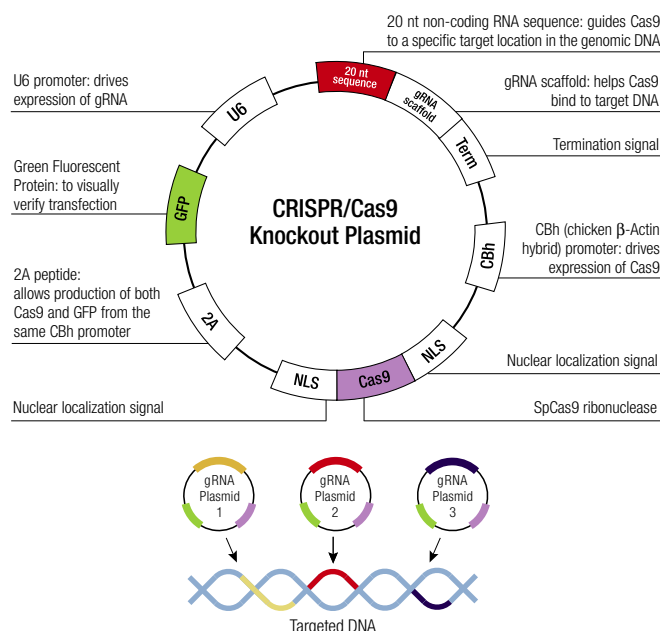 20 nt non-coding RNA sequence: guides Cas9
to a specific target location in the genomic DNA
U6 promoter: drives
expression of gRNA
gRNA scaffold: helps Cas9
bind to target DNA
Termination signal
Green Fluorescent
Protein: to visually
verify transfection
CBh (chicken β-Actin
hybrid) promoter: drives
expression of Cas9
2A peptide:
allows production of both
Cas9 and GFP from the
same CBh promoter
Nuclear localization signal
Nuclear localization signal
SpCas9 ribonuclease
CRISPR/Cas9
Knockout Plasmid
20 nt
sequence
gRNA
scaffold
Term
CBh
NLS
Cas9
NLS
2A
GFP
U6
gRNA
Plasmid
1
gRNA
Plasmid
2
gRNA
Plasmid
3
Targeted DNA